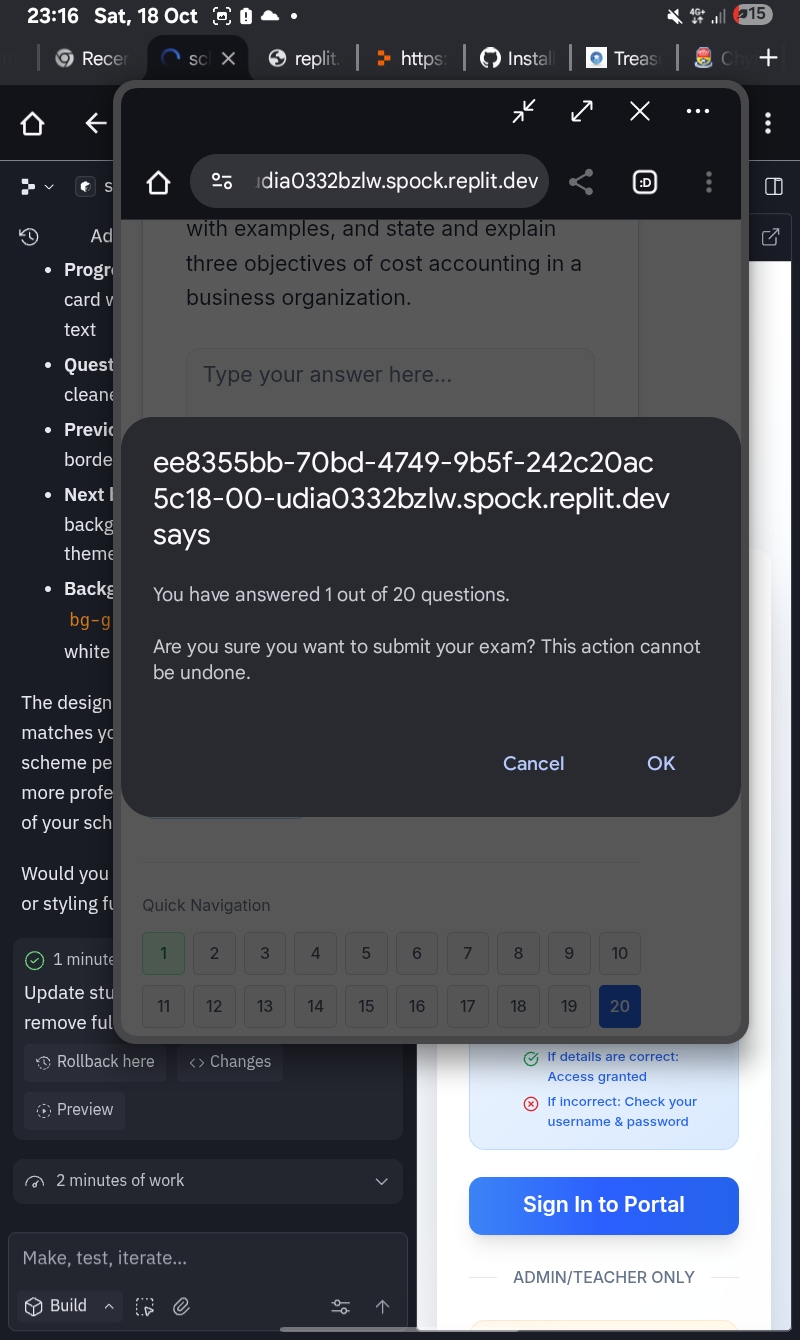 23:16 Sat, 18 Oct
4G+
15
Recer
scl
replit.
https:
Instal
Treas
Ad
udia0332bzlw.spock.replit.dev
:D
with examples, and state and explain
three objectives of cost accounting in a
business organization.
Type your answer here...
ee8355bb-70bd-4749-9b5f-242c20ac
5c18-00-udia0332bzlw.spock.replit.dev
says
You have answered 1 out of 20 questions.
Are you sure you want to submit your exam? This action cannot
be undone.
Cancel
OK
Quick Navigation
1 2 3 4 5 6 7 8 9 10
11 12 13 14 15 16 17 18 19 20
• Progre
card w
text
• Quest
cleane
• Previo
borde
• Next b
backg
theme
• Backg
bg-g
white
The design
matches yo
scheme pe
more profe
of your sch
Would you
or styling fu
1 minute
Update stu
remove ful
Rollback here
Changes
Preview
2 minutes of work
Make, test, iterate...
Build
If details are correct:
Access granted
If incorrect: Check your
username & password
Sign In to Portal
ADMIN/TEACHER ONLY